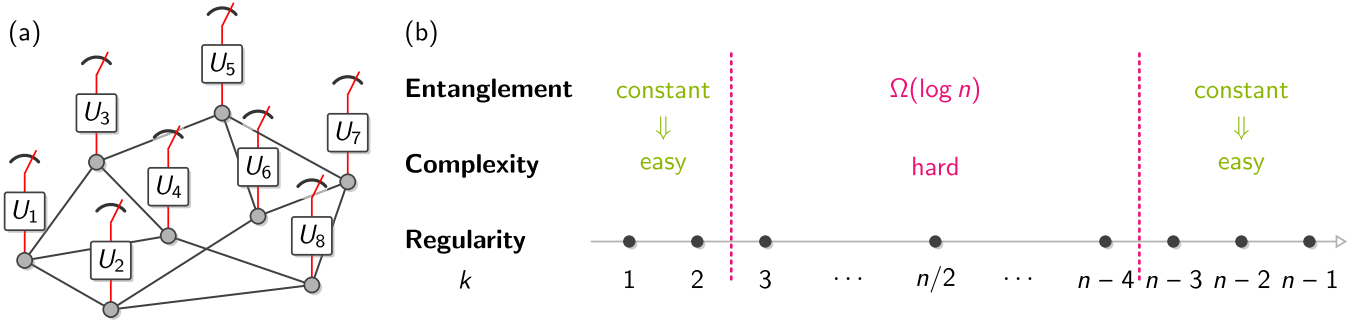 (a)
U5
U3
U7
U4
U6
U1
U2
U8
(b)
Entanglement constant Ω(log n) constant
⇓ ⇓
Complexity easy hard easy
Regularity
k 1 2 3 ··· n/2 ··· n − 4 n − 3 n − 2 n − 1